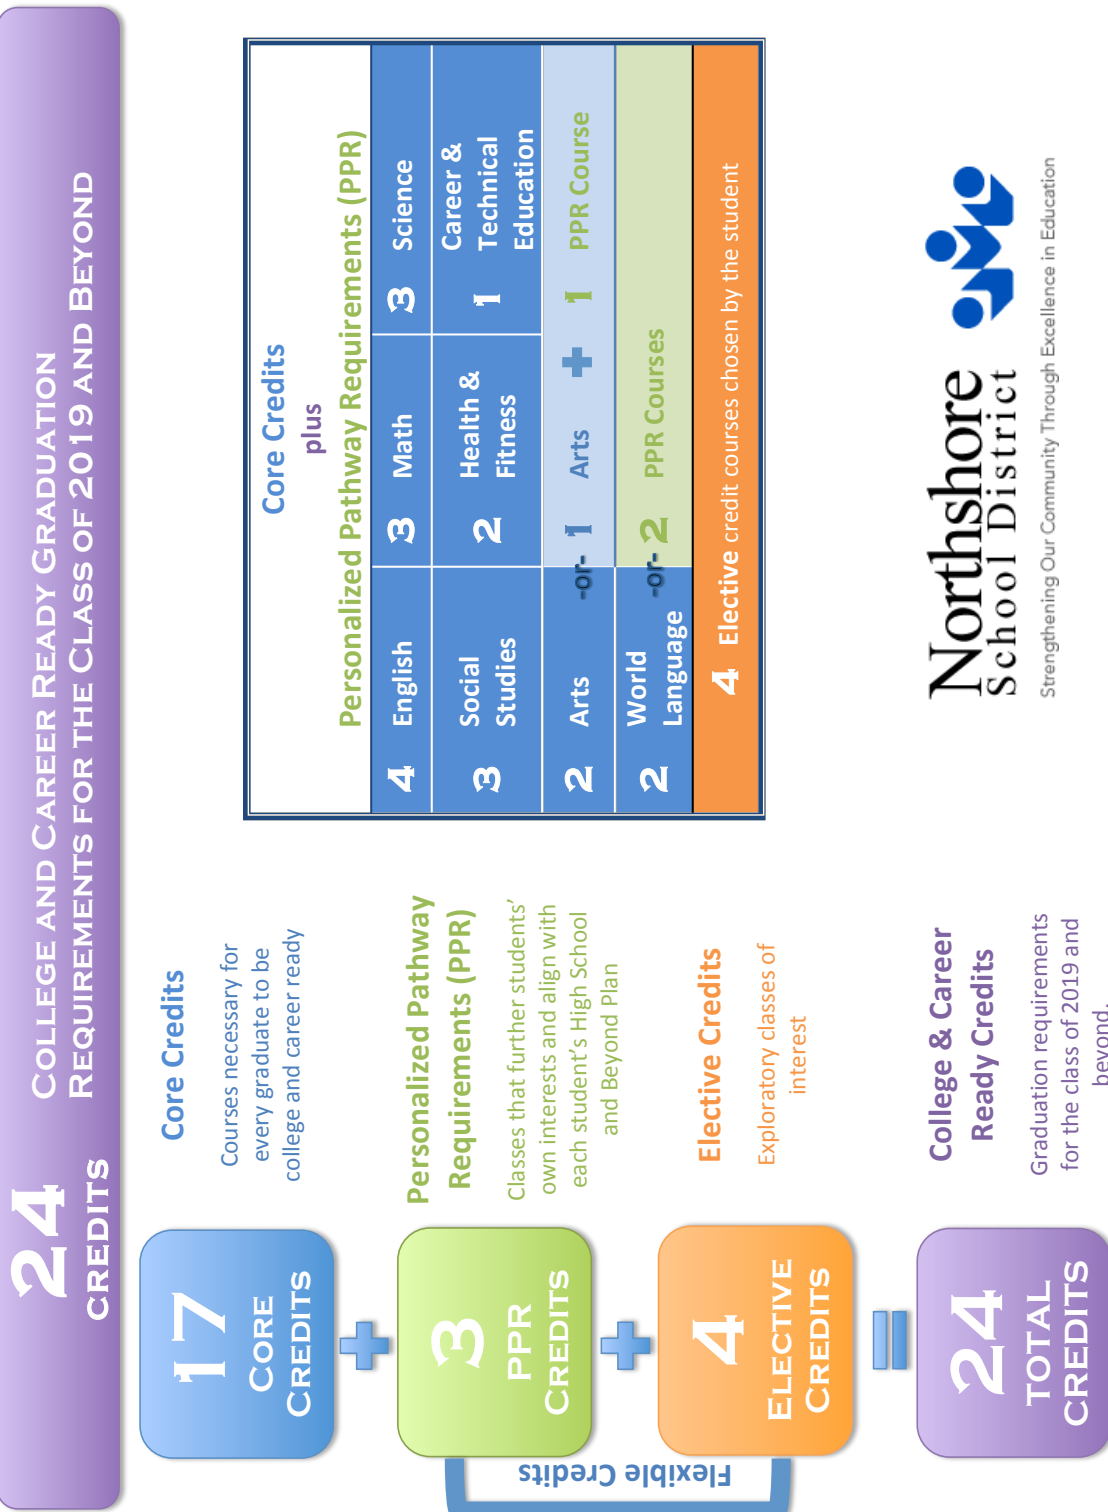 24
CREDITS
COLLEGE AND CAREER READY GRADUATION
REQUIREMENTS FOR THE CLASS OF 2019 AND BEYOND
17
CORE
CREDITS
Core Credits
Courses necessary for
every graduate to be
college and career ready
3
PPR
CREDITS
Personalized Pathway
Requirements (PPR)
Classes that further students'
own interests and align with
each student's High School
and Beyond Plan
4
ELECTIVE
CREDITS
Elective Credits
Exploratory classes of
interest
Flexible Credits
24
TOTAL
CREDITS
College & Career
Ready Credits
Graduation requirements
for the class of 2019 and
beyond.
Core Credits
plus
Personalized Pathway Requirements (PPR)
4 English 3 Math 3 Science
3 Social Studies 2 Health & Fitness 1 Career & Technical Education
2 Arts -or- 1 Arts + 1 PPR Course
2 World Language -or- 2 PPR Courses
4 Elective credit courses chosen by the student
Northshore
School District
Strengthening Our Community Through Excellence in Education